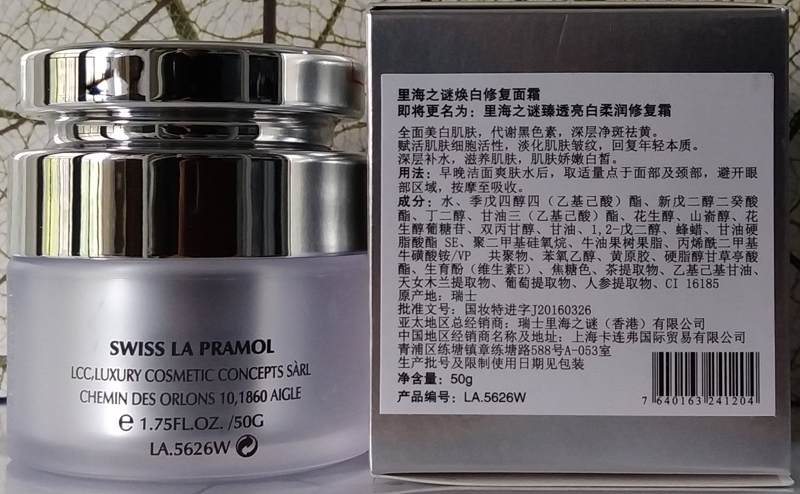 SWISS LA PRAMOL
LCC,LUXURY COSMETIC CONCEPTS SÀRL
CHEMIN DES ORLONS 10,1860 AIGLE
℮ 1.75FL.OZ. /50G
LA.5626W
里海之谜焕白修复面霜
即将更名为：里海之谜臻透亮白柔润修复霜
全面美白肌肤，代谢黑色素，深层净斑祛黄。
赋活肌肤细胞活性，淡化肌肤皱纹，回复年轻本质。
深层补水，滋养肌肤，肌肤娇嫩白皙。
用法：早晚洁面爽肤水后，取适量点于面部及颈部，避开眼
部区域，按摩至吸收。
成分：水、季戊四醇四（乙基己酸）酯、新戊二醇二癸酸
酯、丁二醇、甘油三（乙基己酸）酯、花生醇、山嵛醇、花
生醇葡糖苷、双丙甘醇、甘油、1,2-戊二醇、蜂蜡、甘油硬
脂酸酯 SE、聚二甲基硅氧烷、牛油果树果脂、丙烯酰二甲基
牛磺酸铵/VP 共聚物、苯氧乙醇、黄原胶、硬脂醇甘草亭酸
酯、生育酚（维生素E）、焦糖色、茶提取物、乙基己基甘油、
天女木兰提取物、葡萄提取物、人参提取物、CI 16185
原产地：瑞士
批准文号：国妆特进字J20160326
亚太地区总经销商：瑞士里海之谜（香港）有限公司
中国地区经销商名称及地址：上海卡连弗国际贸易有限公司
青浦区练塘镇章练塘路588号A-053室
生产批号及限制使用日期见包装
净含量：50g
产品编号：LA.5626W
7 640163 241204